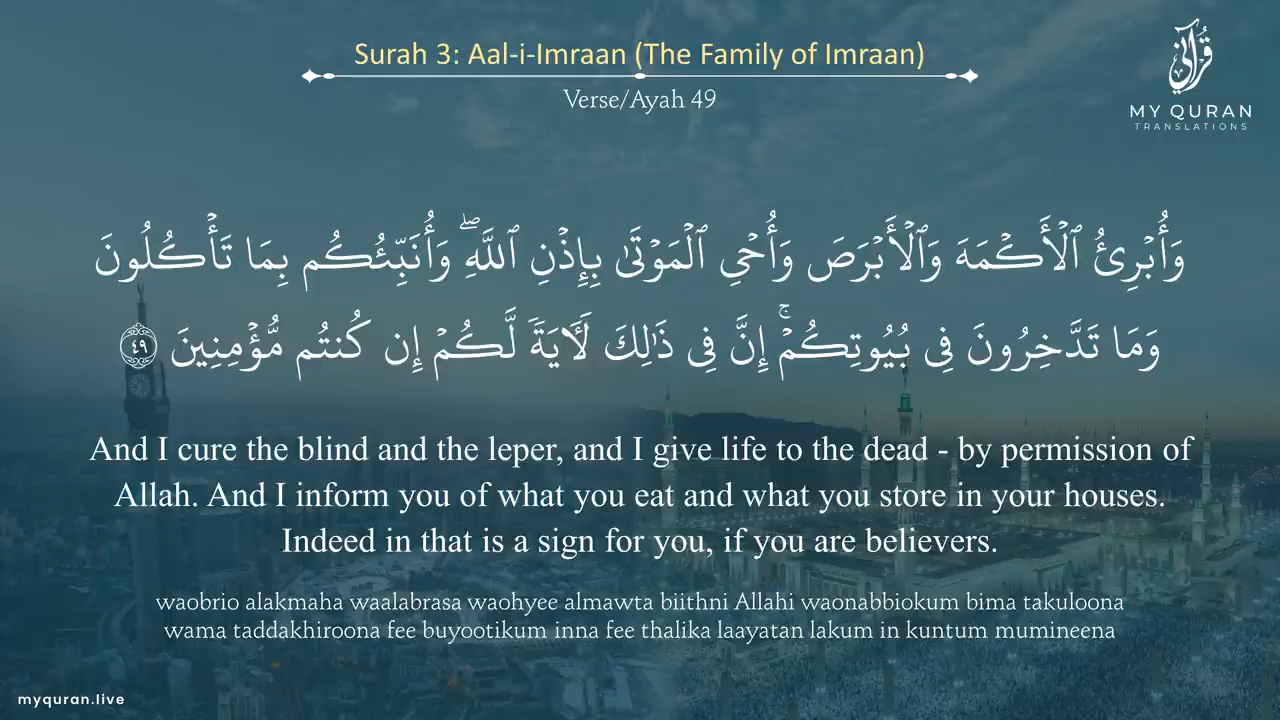 Surah 3: Aal-i-Imraan (The Family of Imraan)
Verse/Ayah 49
قرآني
MY QURAN
TRANSLATIONS
وَأُبْرِئُ ٱلْأَكْمَهَ وَٱلْأَبْرَصَ وَأُحْىِ ٱلْمَوْتَىٰ بِإِذْنِ ٱللَّهِ ۖ وَأُنَبِّئُكُم بِمَا تَأْكُلُونَ
وَمَا تَدَّخِرُونَ فِى بُيُوتِكُمْ ۚ إِنَّ فِى ذَٰلِكَ لَـَٔايَةً لَّكُمْ إِن كُنتُم مُّؤْمِنِينَ ٤٩
And I cure the blind and the leper, and I give life to the dead - by permission of
Allah. And I inform you of what you eat and what you store in your houses.
Indeed in that is a sign for you, if you are believers.
waobrio alakmaha waalabrasa waohyee almawta biithni Allahi waonabbiokum bima takuloona
wama taddakhiroona fee buyootikum inna fee thalika laayatan lakum in kuntum mumineena
myquran.live